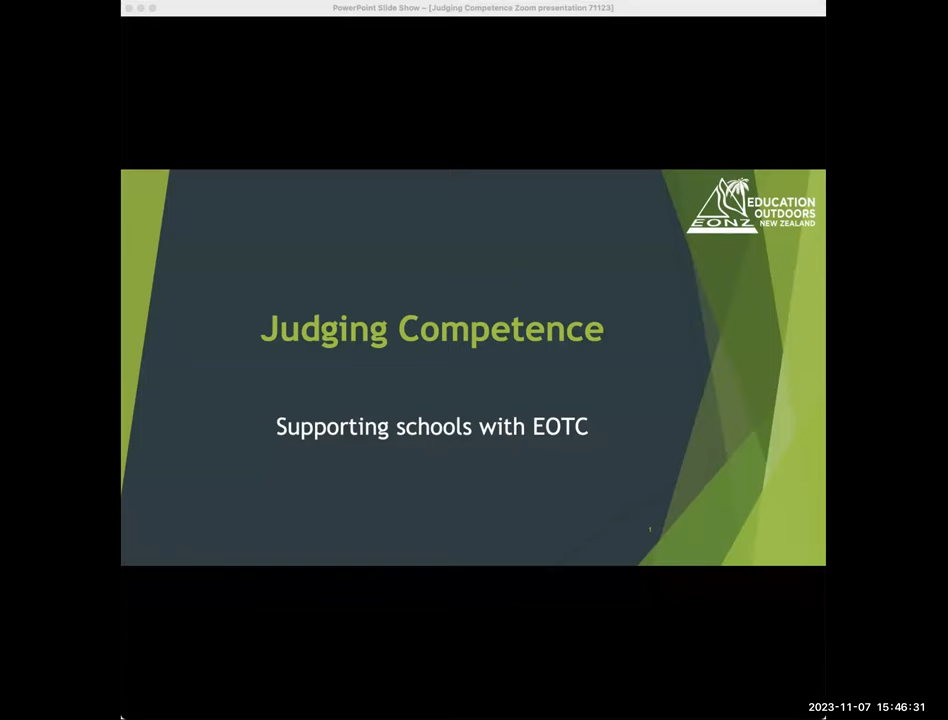 PowerPoint Slide Show – [Judging Competence Zoom presentation 71123]
EDUCATION
OUTDOORS
NEW ZEALAND
EONZ
Judging Competence
Supporting schools with EOTC
1
2023-11-07 15:46:31